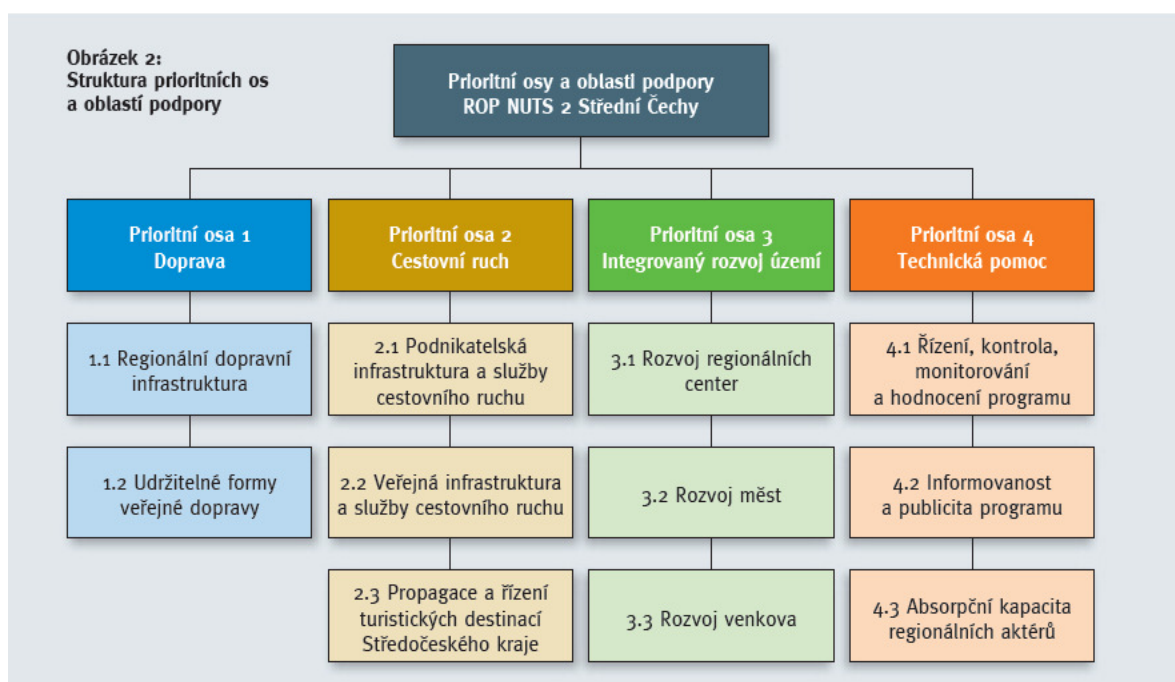 Obrázek 2:
Struktura prioritních os
a oblastí podpory
Prioritní osy a oblasti podpory
ROP NUTS 2 Střední Čechy
Prioritní osa 1
Doprava
Prioritní osa 2
Cestovní ruch
Prioritní osa 3
Integrovaný rozvoj území
Prioritní osa 4
Technická pomoc
1.1 Regionální dopravní
infrastruktura
2.1 Podnikatelská
infrastruktura a služby
cestovního ruchu
3.1 Rozvoj regionálních
center
4.1 Řízení, kontrola,
monitorování
a hodnocení programu
1.2 Udržitelné formy
veřejné dopravy
2.2 Veřejná infrastruktura
a služby cestovního ruchu
3.2 Rozvoj měst
4.2 Informovanost
a publicita programu
2.3 Propagace a řízení
turistických destinací
Středočeského kraje
3.3 Rozvoj venkova
4.3 Absorpční kapacita
regionálních aktérů